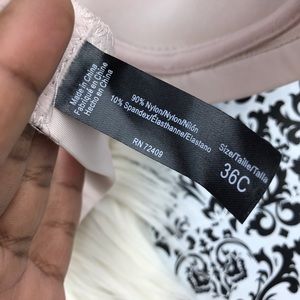 Made in China
Fabriqué en Chine
Hecho en China
90% Nylon/Nylon/Nilón
10% Spandex/Élasthanne/Elastano
RN 72409
Size/Taille/Talla
36C